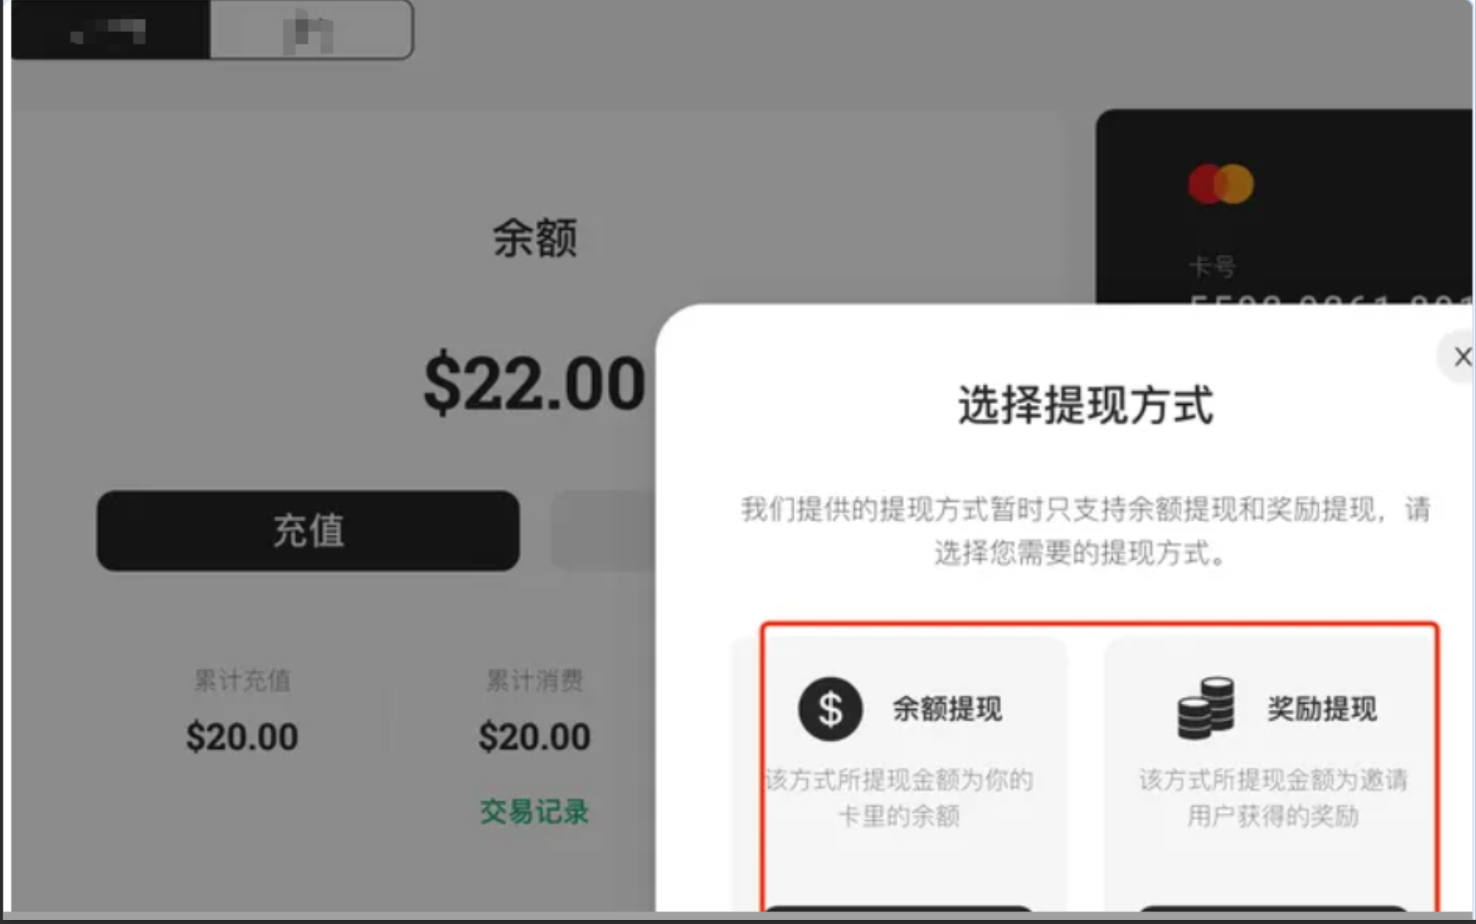 余额
卡号
$22.00
选择提现方式
我们提供的提现方式暂时只支持余额提现和奖励提现，请
选择您需要的提现方式。
充值
累计充值
累计消费
$20.00
$20.00
交易记录
余额提现
奖励提现
该方式所提现金额为你的
卡里的余额
该方式所提现金额为邀请
用户获得的奖励